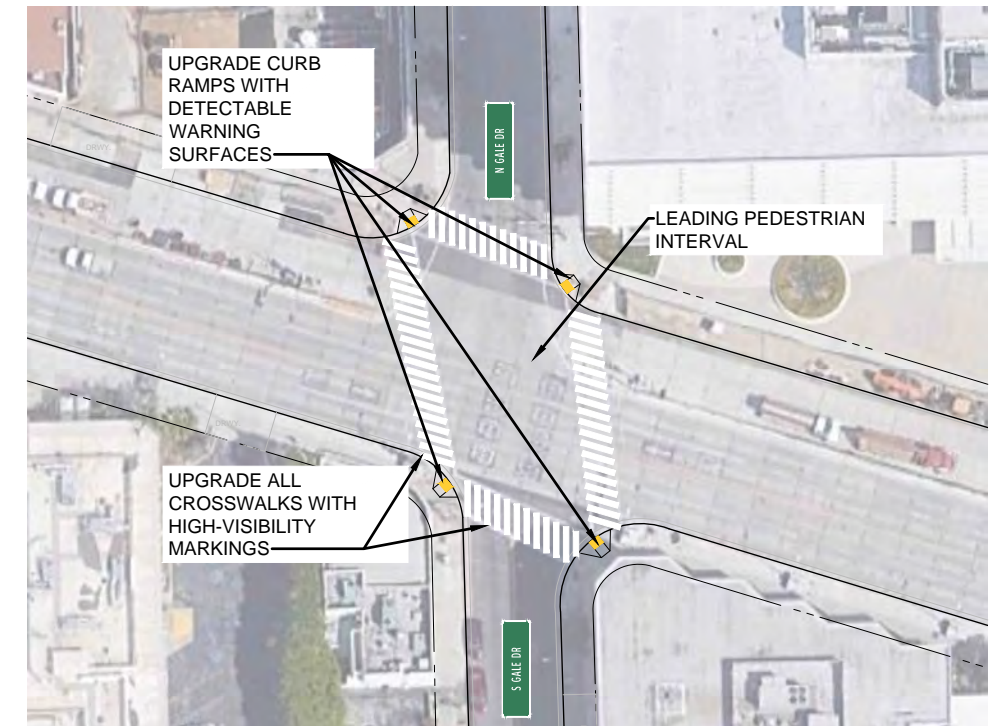 UPGRADE CURB
RAMPS WITH
DETECTABLE
WARNING
SURFACES
DRWY
N GALE DR
LEADING PEDESTRIAN
INTERVAL
UPGRADE ALL
CROSSWALKS WITH
HIGH-VISIBILITY
MARKINGS
S GALE DR